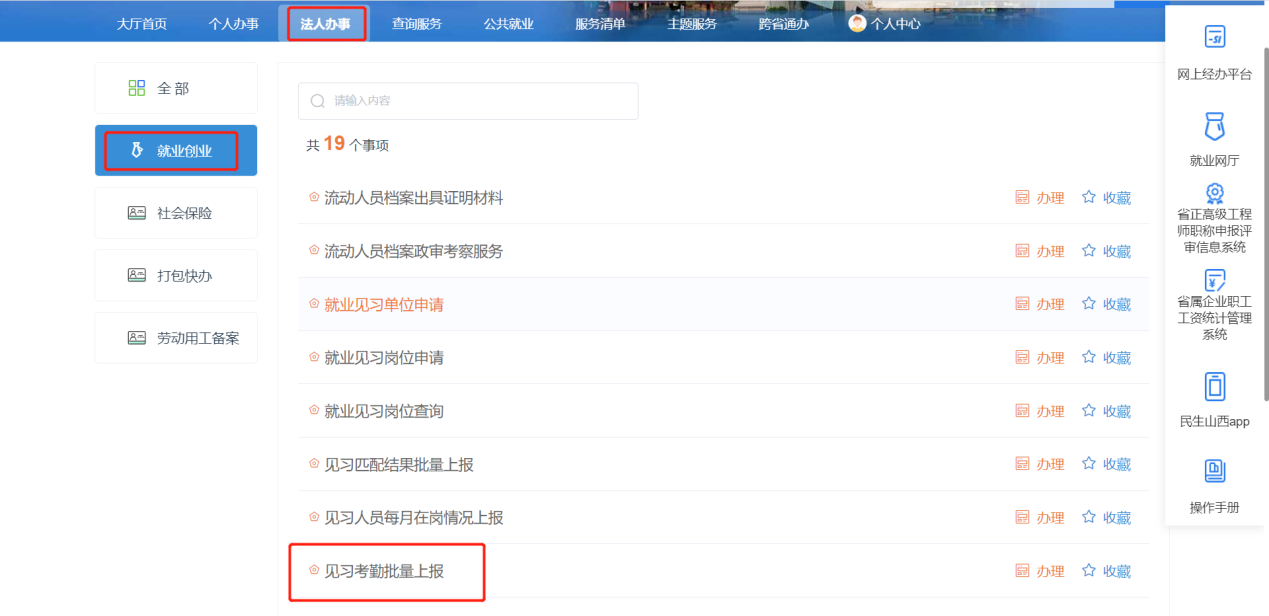 大厅首页 个人办事 法人办事 查询服务 公共就业 服务清单 主题服务 跨省通办 个人中心
全部
就业创业
社会保险
打包快办
劳动用工备案
请输入内容
共 19 个事项
流动人员档案出具证明材料 办理 收藏
流动人员档案政审考察服务 办理 收藏
就业见习单位申请 办理 收藏
就业见习岗位申请 办理 收藏
就业见习岗位查询 办理 收藏
见习匹配结果批量上报 办理 收藏
见习人员每月在岗情况上报 办理 收藏
见习考勤批量上报 办理 收藏
网上经办平台
就业网厅
省正高级工程
师职称申报评
审信息系统
省属企业职工
工资统计管理
系统
民生山西app
操作手册